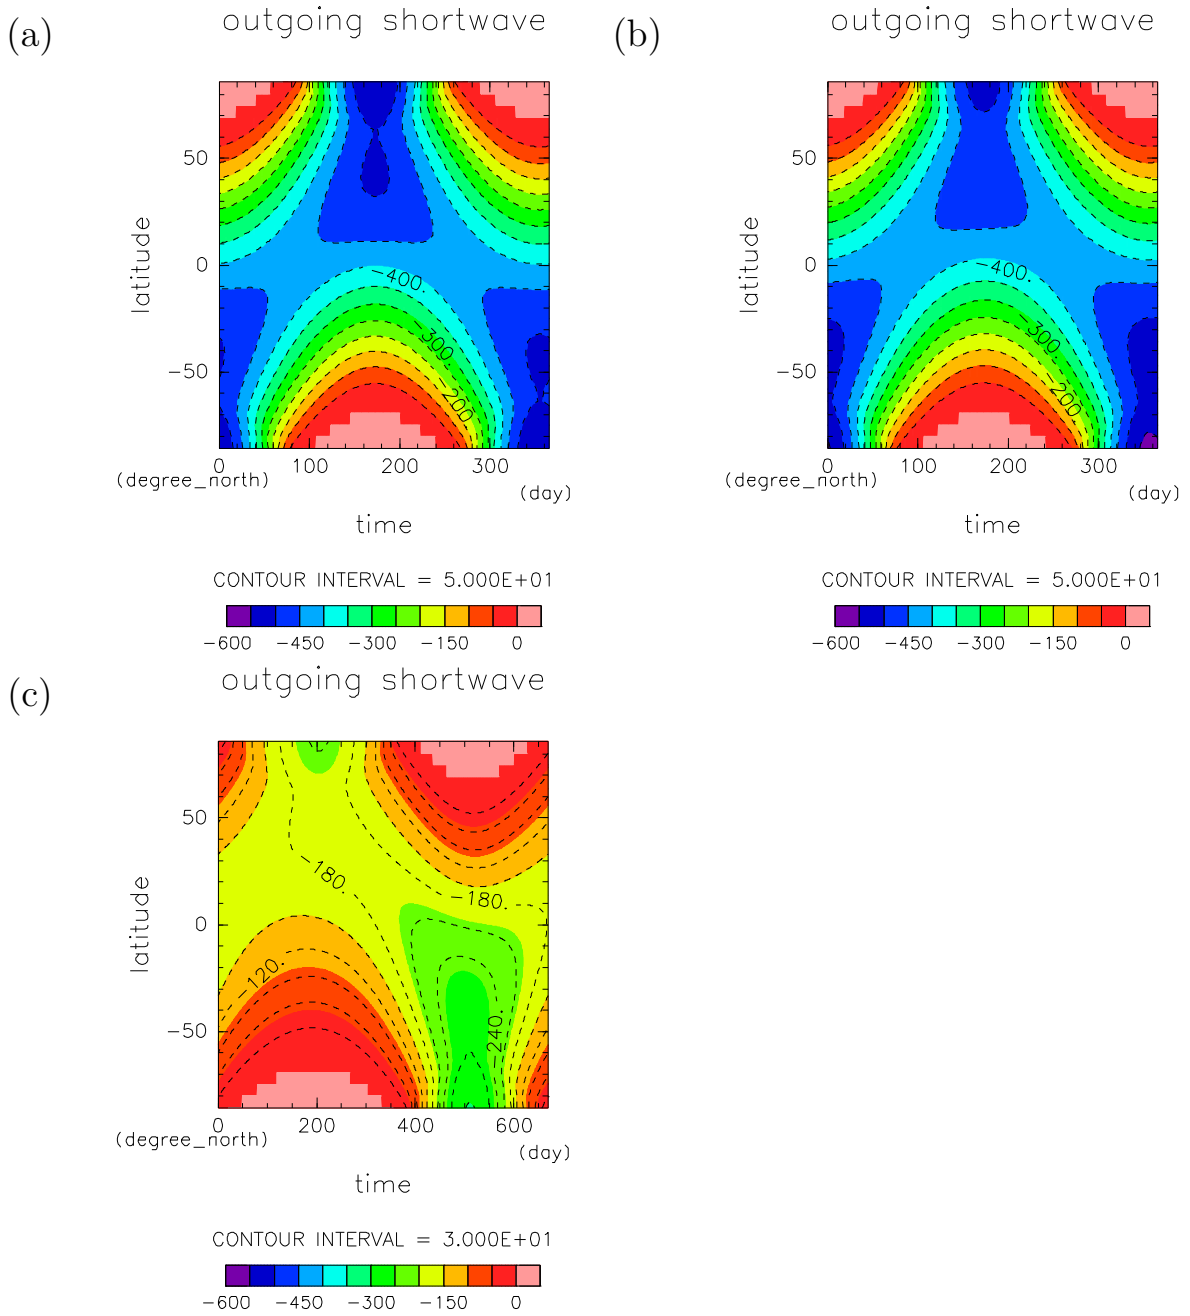 (a)
outgoing shortwave
latitude
50
0
−50
−400.
−300.
−200.
0 100 200 300
(degree_north)
(day)
time
CONTOUR INTERVAL = 5.000E+01
−600 −450 −300 −150 0
(b)
outgoing shortwave
latitude
50
0
−50
−400.
−300.
−200.
0 100 200 300
(degree_north)
(day)
time
CONTOUR INTERVAL = 5.000E+01
−600 −450 −300 −150 0
(c)
outgoing shortwave
latitude
50
0
−50
−180.
−180.
−120.
−240.
0 200 400 600
(degree_north)
(day)
time
CONTOUR INTERVAL = 3.000E+01
−600 −450 −300 −150 0